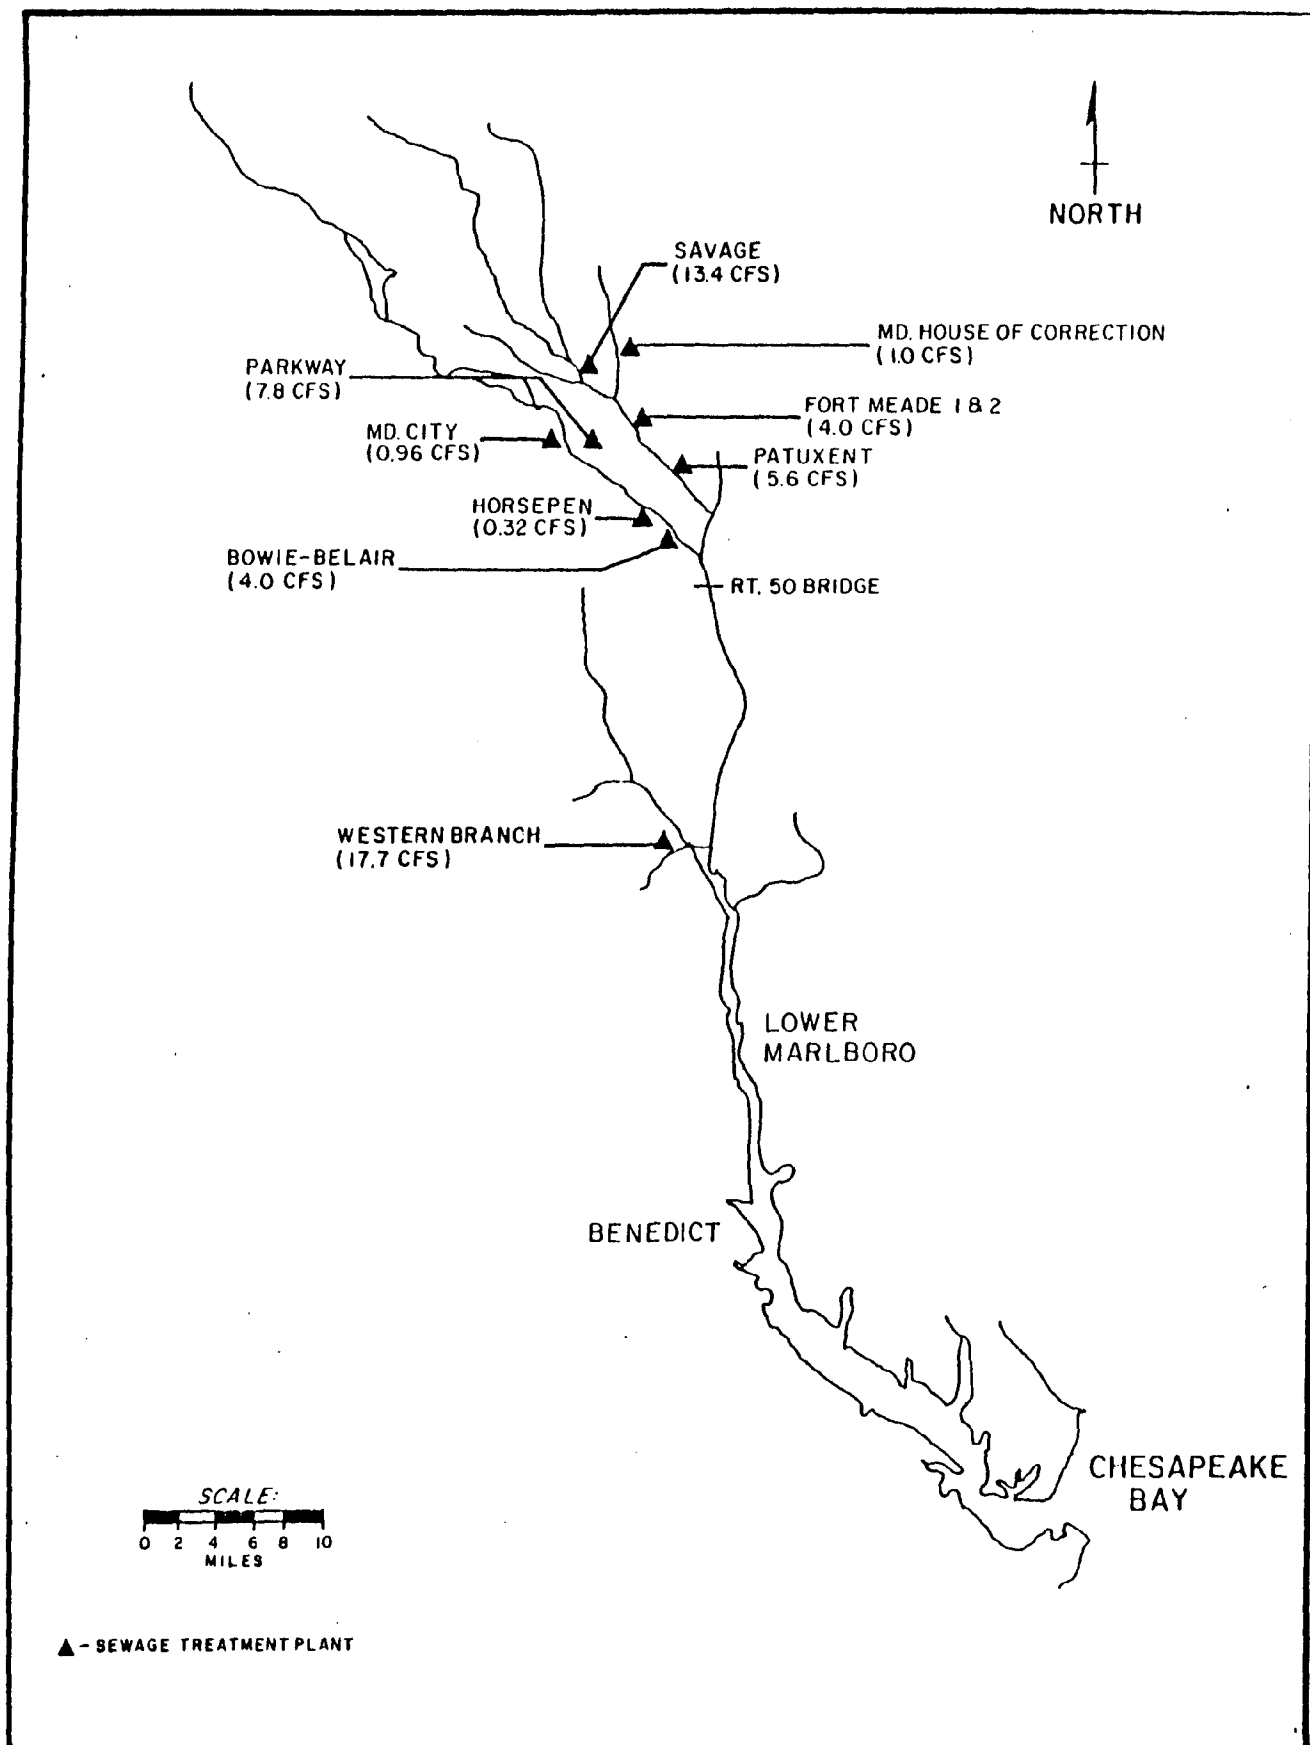 NORTH
SAVAGE
(13.4 CFS)
MD. HOUSE OF CORRECTION
(1.0 CFS)
PARKWAY
(7.8 CFS)
FORT MEADE 1 & 2
(4.0 CFS)
MD. CITY
(0.96 CFS)
PATUXENT
(5.6 CFS)
HORSEPEN
(0.32 CFS)
BOWIE-BELAIR
(4.0 CFS)
RT. 50 BRIDGE
WESTERN BRANCH
(17.7 CFS)
LOWER
MARLBORO
BENEDICT
CHESAPEAKE
BAY
SCALE:
0 2 4 6 8 10
MILES
▲ - SEWAGE TREATMENT PLANT